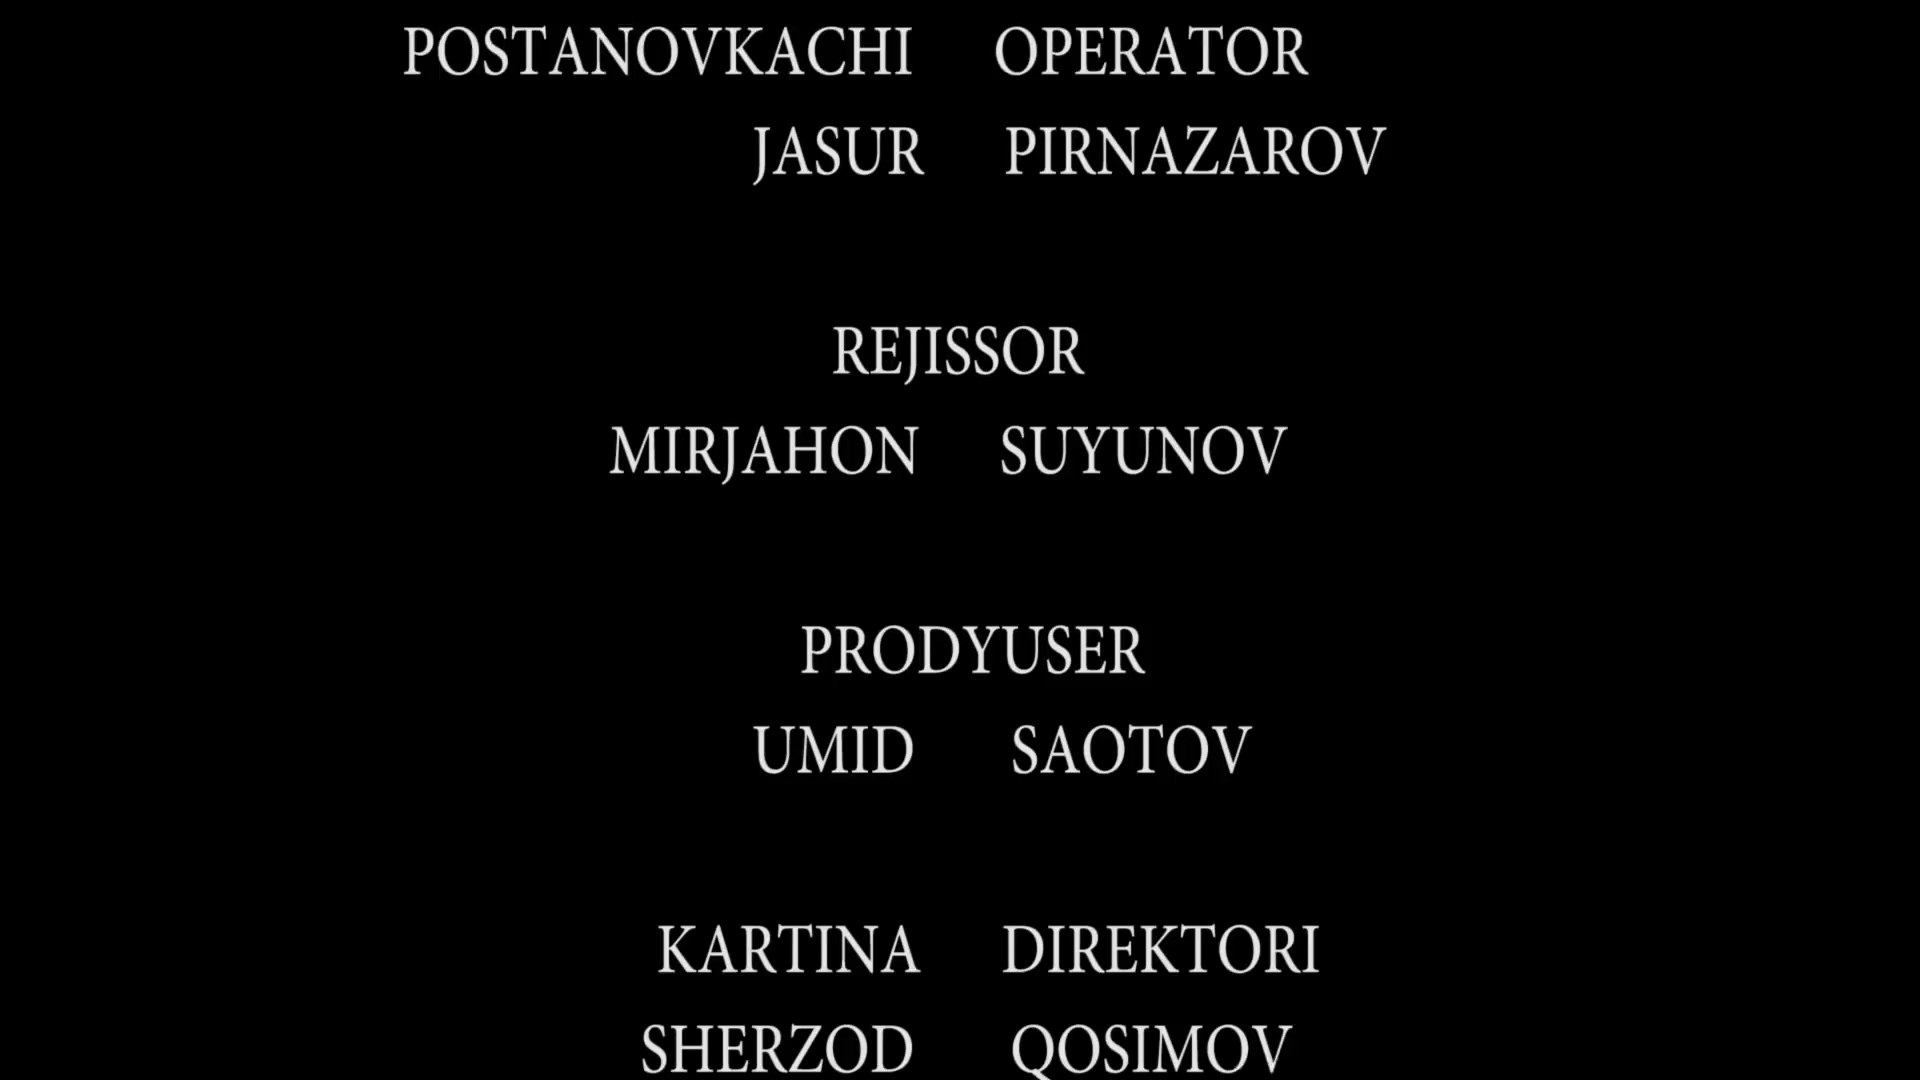 POSTANOVKACHI OPERATOR
JASUR PIRNAZAROV
REJISSOR
MIRJAHON SUYUNOV
PRODYUSER
UMID SAOTOV
KARTINA DIREKTORI
SHERZOD QOSIMOV